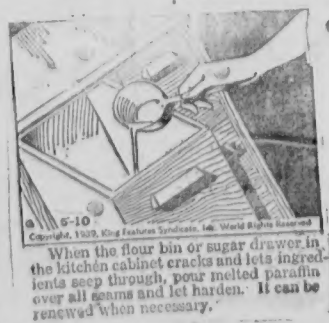 5-10
Copyright, 1939, King Features Syndicate, Inc. World Rights Reserved
When the flour bin or sugar drawer in
the kitchen cabinet cracks and lets ingred-
ients seep through, pour melted paraffin
over all seams and let harden. It can be
renewed when necessary.